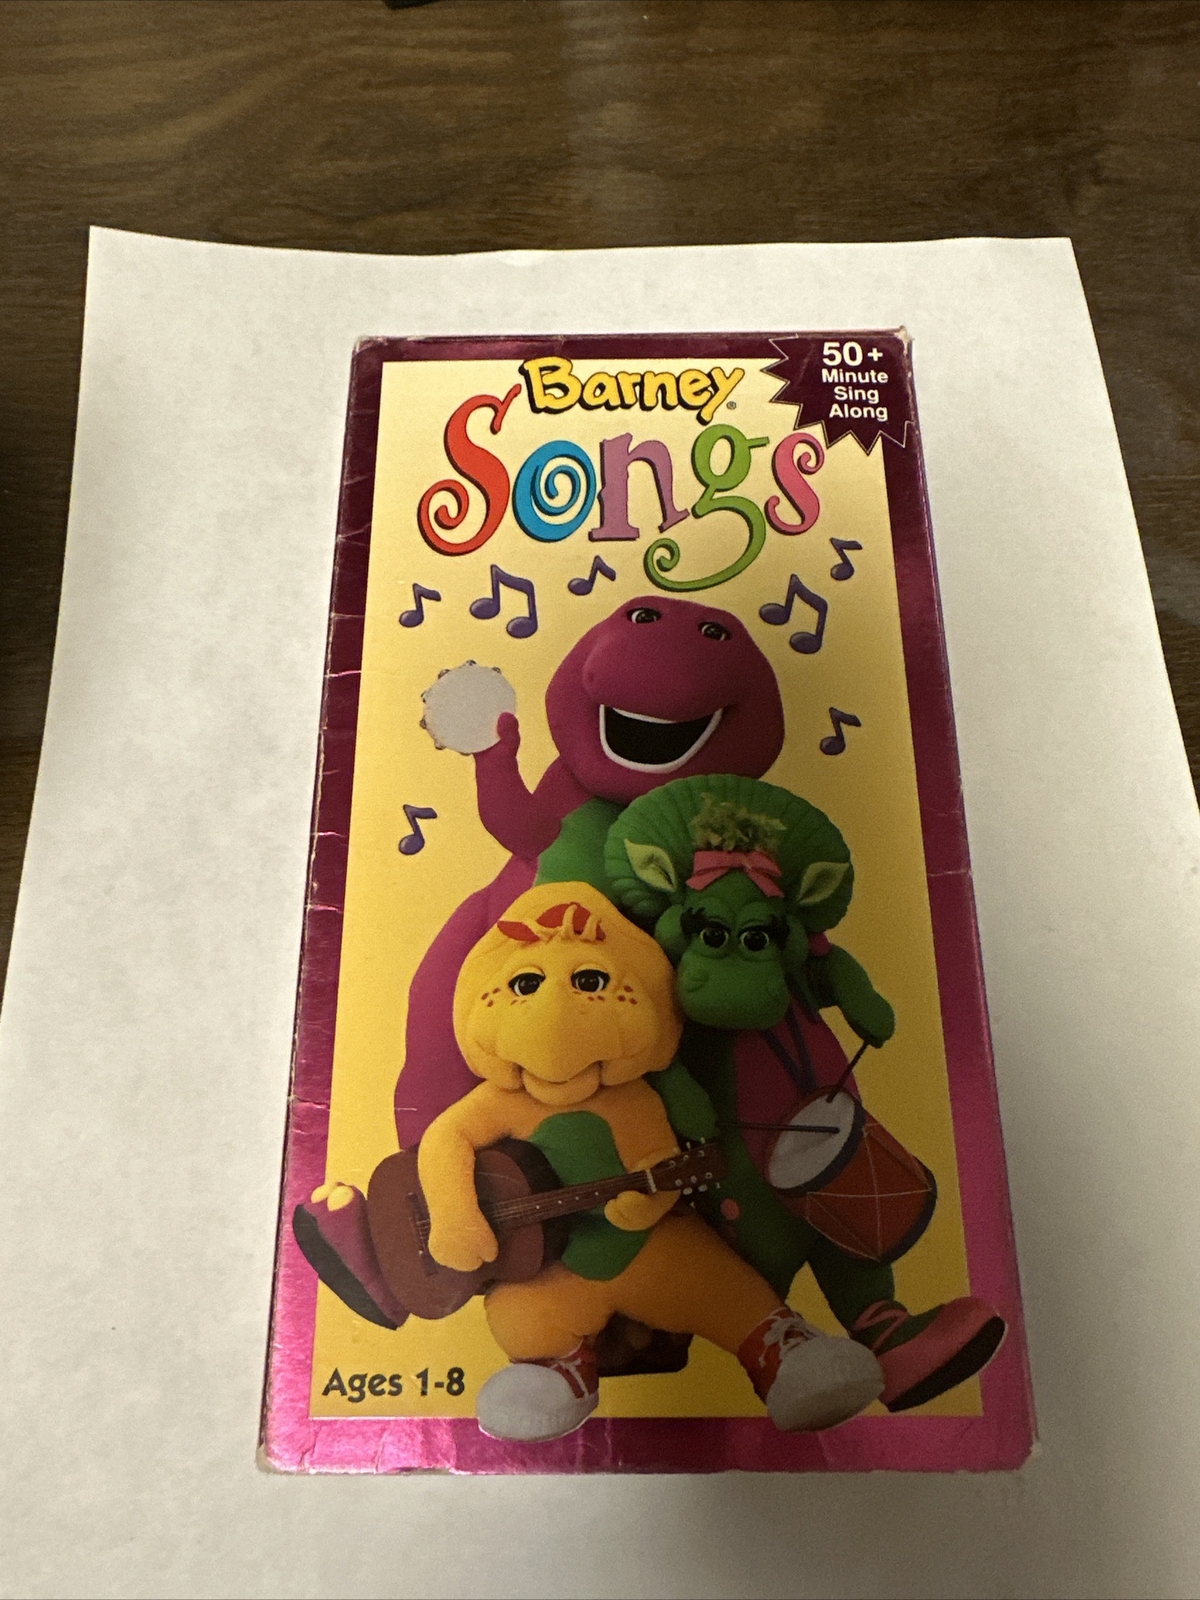 Barney®
Songs
50+
Minute
Sing
Along
Ages 1-8